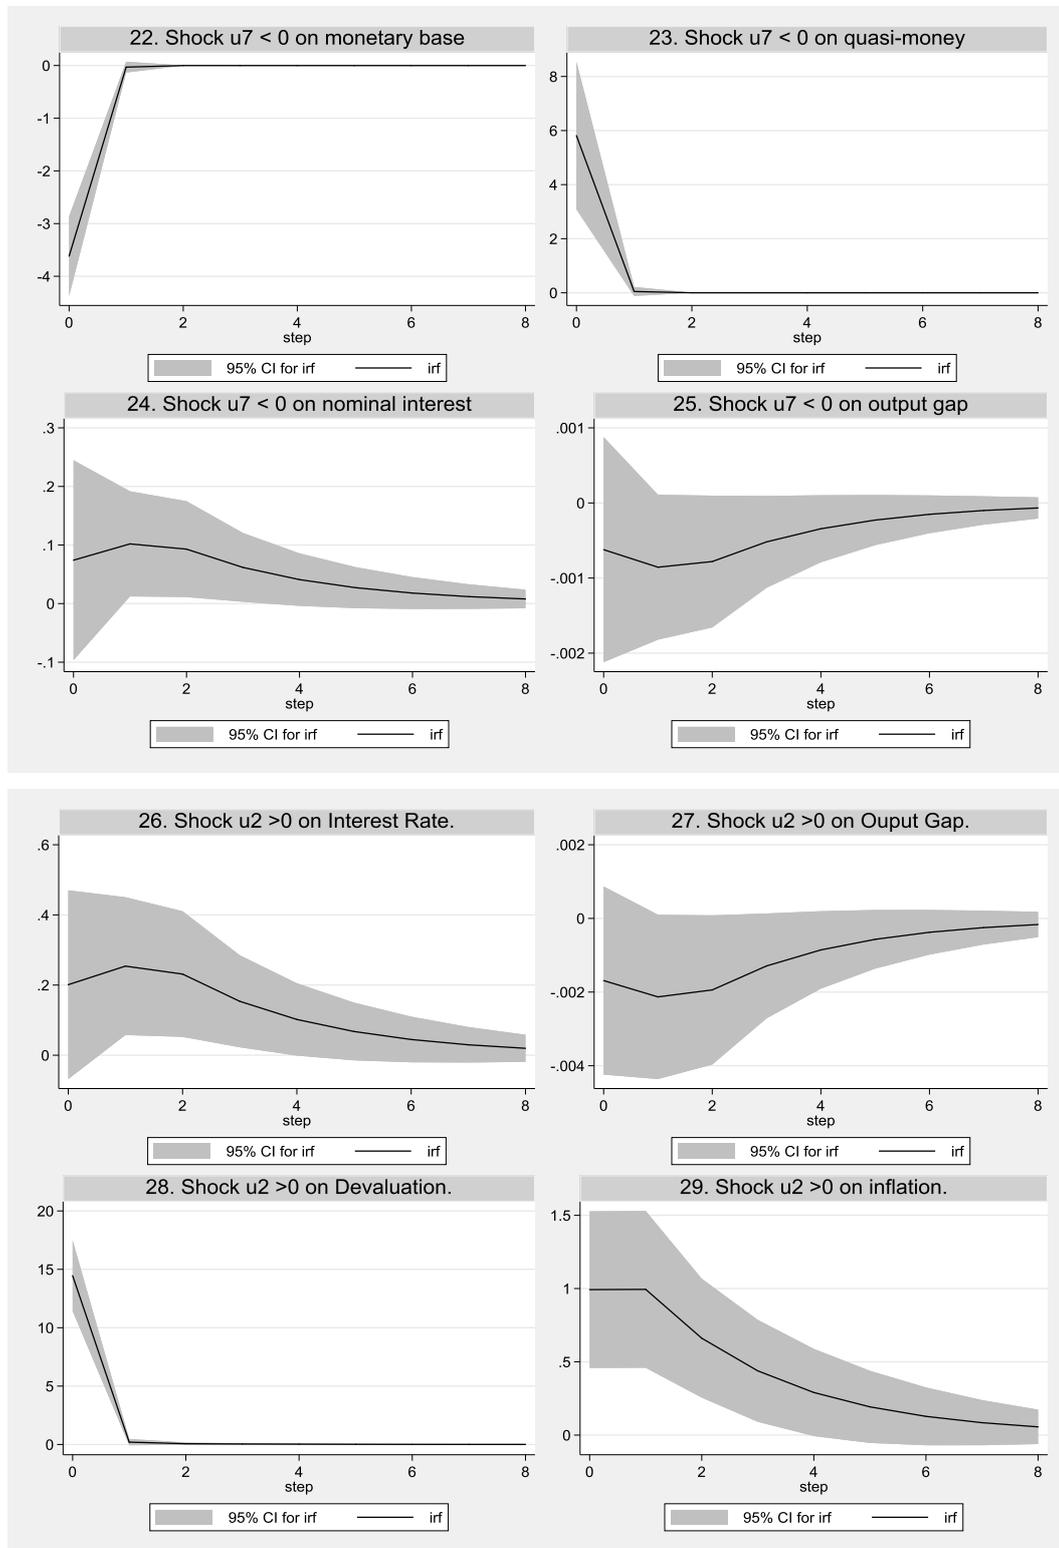 22. Shock u7 < 0 on monetary base
0
-1
-2
-3
-4
0 2 4 6 8
step
95% CI for irf irf
23. Shock u7 < 0 on quasi-money
8
6
4
2
0
0 2 4 6 8
step
95% CI for irf irf
24. Shock u7 < 0 on nominal interest
.3
.2
.1
0
-.1
0 2 4 6 8
step
95% CI for irf irf
25. Shock u7 < 0 on output gap
.001
0
-.001
-.002
0 2 4 6 8
step
95% CI for irf irf
26. Shock u2 >0 on Interest Rate.
.6
.4
.2
0
0 2 4 6 8
step
95% CI for irf irf
27. Shock u2 >0 on Ouput Gap.
.002
0
-.002
-.004
0 2 4 6 8
step
95% CI for irf irf
28. Shock u2 >0 on Devaluation.
20
15
10
5
0
0 2 4 6 8
step
95% CI for irf irf
29. Shock u2 >0 on inflation.
1.5
1
.5
0
0 2 4 6 8
step
95% CI for irf irf